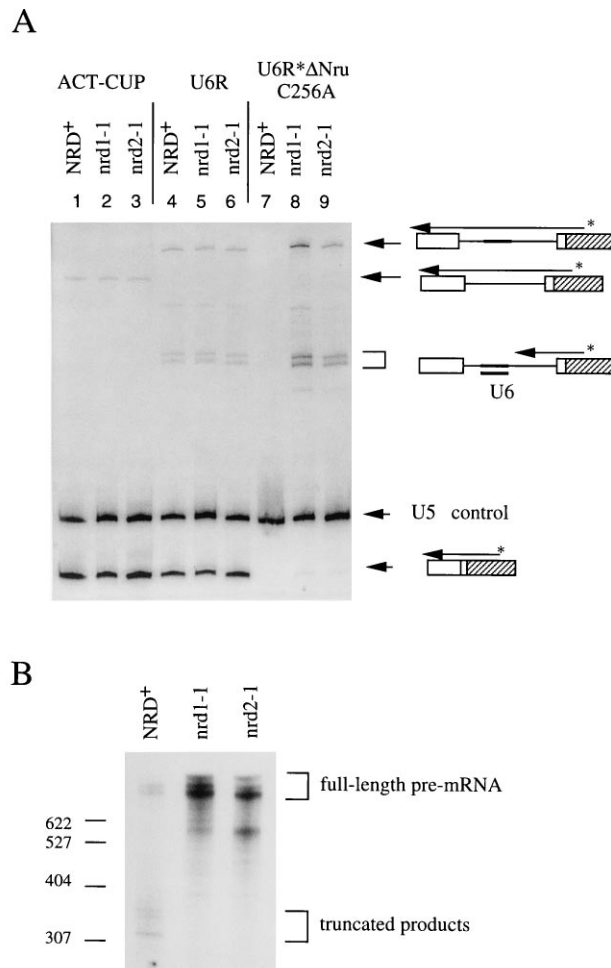 A
ACT-CUP U6R U6R*ΔNru C256A
NRD+ nrd1-1 nrd2-1 NRD+ nrd1-1 nrd2-1 NRD+ nrd1-1 nrd2-1
1 2 3 4 5 6 7 8 9
*
*
*
U6
U5 control
*
B
NRD+ nrd1-1 nrd2-1
full-length pre-mRNA
622
527
404
truncated products
307